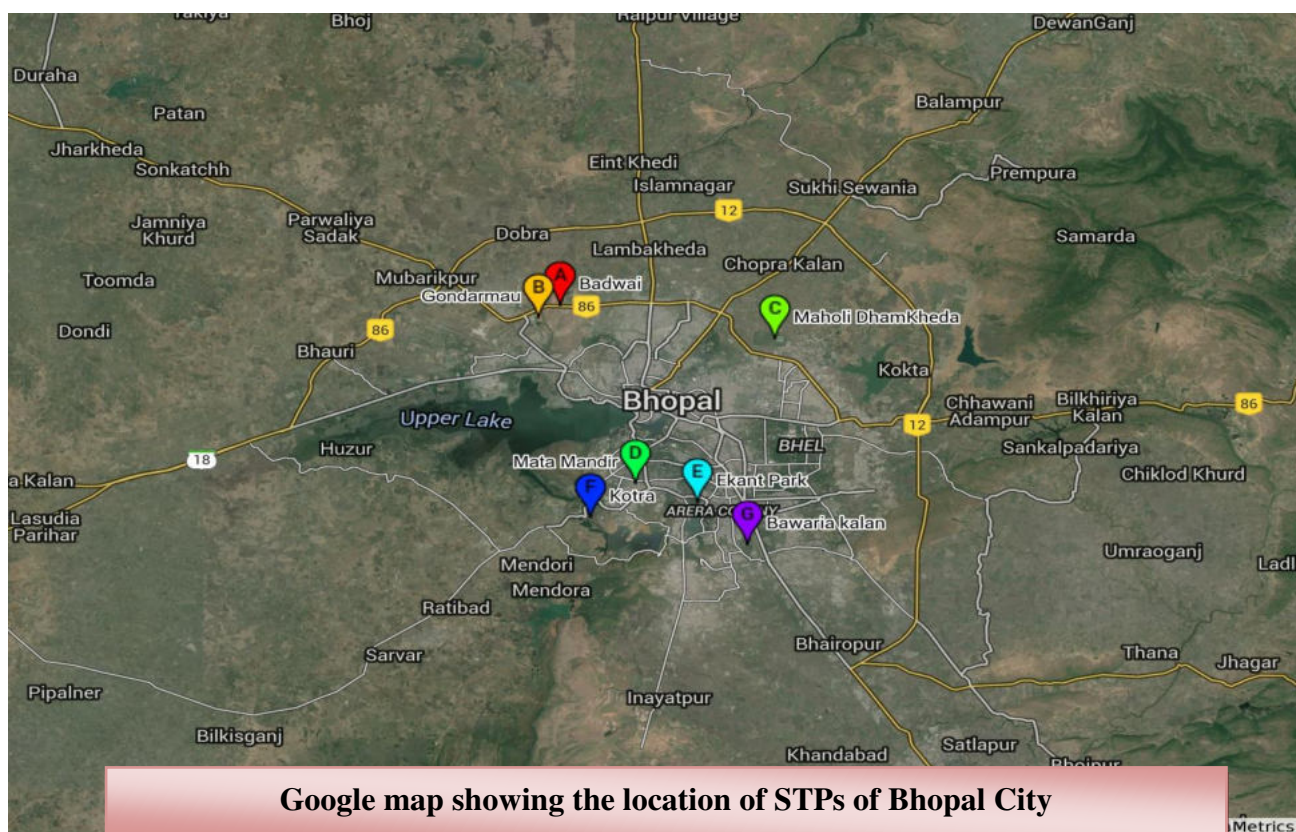 Takiya
Bhoj
Raipur Village
DewanGanj
Duraha
Patan
Balampur
Jharkheda
Sonkatchh
Eint Khedi
Islamnagar
Sukhi Sewania
Prempura
Jamniya
Khurd
Parwaliya
Sadak
12
Dobra
Lambakheda
Samarda
Toomda
Mubarikpur
Chopra Kalan
A
Badwai
B
Gondarmau
86
C
Maholi DhamKheda
Dondi
86
Bhauri
Kokta
Bhopal
Chhawani
Adampur
Bilkhiriya
Kalan
86
Upper Lake
12
Huzur
BHEL
Sankalpadariya
18
Mata Mandir
D
E
Ekant Park
Chiklod Khurd
a Kalan
F
Kotra
ARERA COLONY
G
Bawaria kalan
Lasudia
Parihar
Mendori
Umraoganj
Ladl
Mendora
Ratibad
Bhairopur
Sarvar
Thana
Jhagar
Pipalner
Inayatpur
Bilkisganj
Khandabad
Satlapur
Bhojpur
Google map showing the location of STPs of Bhopal City
Metrics